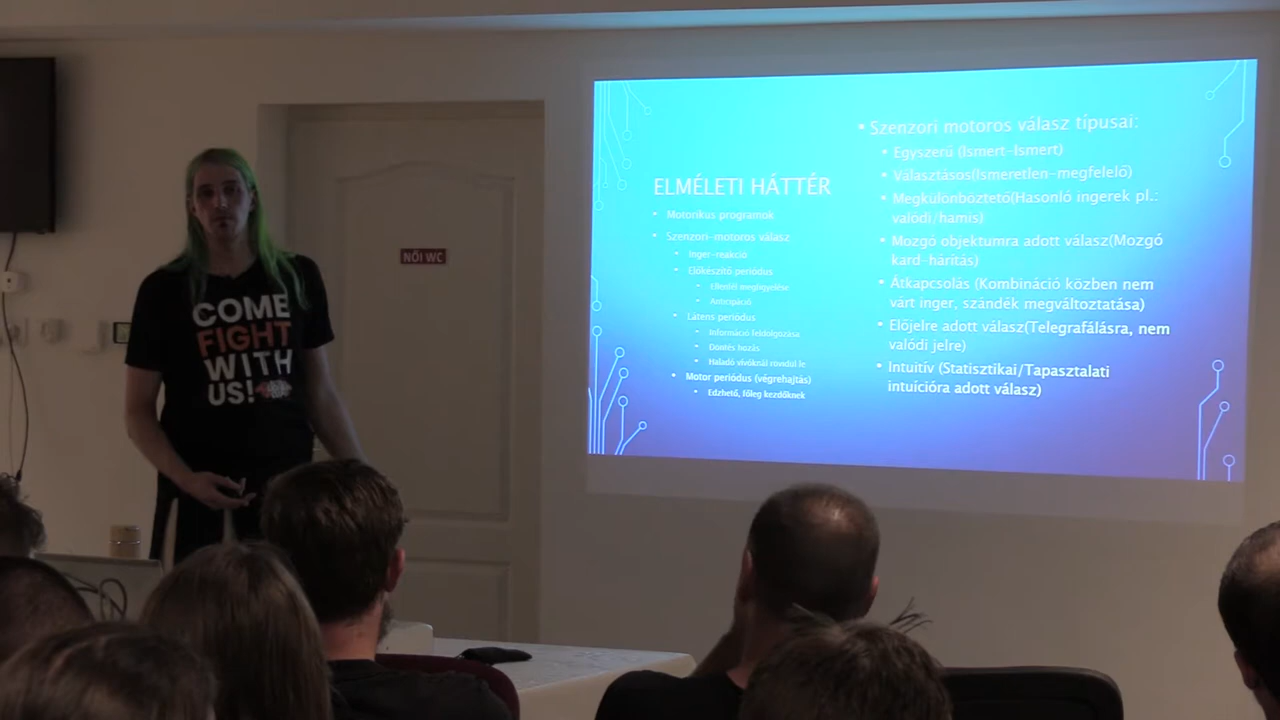 COME
FIGHT
WITH
US!
NŐI WC
ELMÉLETI HÁTTÉR
Motorikus programok
Szenzori-motoros válasz
Inger-reakció
Előkészítő periódus
Ellenfél megfigyelése
Anticipáció
Látens periódus
Információ feldolgozása
Döntés hozás
Haladó vívóknál rövidül le
Motor periódus (végrehajtás)
Edzhető, főleg kezdőknek
Szenzori motoros válasz típusai:
Egyszerű (Ismert-Ismert)
Választásos(Ismeretlen-megfelelő)
Megkülönböztető(Hasonló ingerek pl.:
valódi/hamis)
Mozgó objektumra adott válasz(Mozgó
kard-hárítás)
Átkapcsolás (Kombináció közben nem
várt inger, szándék megváltoztatása)
Előjelre adott válasz(Telegrafálásra, nem
valódi jelre)
Intuitív (Statisztikai/Tapasztalati
intuícióra adott válasz)